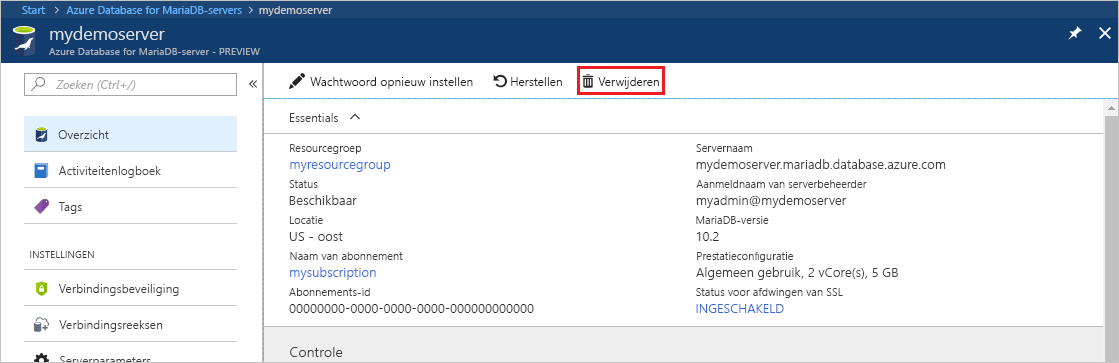 Start > Azure Database for MariaDB-servers > mydemoserver
mydemoserver
Azure Database for MariaDB-server - PREVIEW
Zoeken (Ctrl+/)
Overzicht
Activiteitenlogboek
Tags
INSTELLINGEN
Verbindingsbeveiliging
Verbindingsreeksen
Serverparameters
Wachtwoord opnieuw instellen
Herstellen
Verwijderen
Essentials
Resourcegroep
myresourcegroup
Status
Beschikbaar
Locatie
US - oost
Naam van abonnement
mysubscription
Abonnements-id
00000000-0000-0000-0000-000000000000
Servernaam
mydemoserver.mariadb.database.azure.com
Aanmeldnaam van serverbeheerder
myadmin@mydemoserver
MariaDB-versie
10.2
Prestatieconfiguratie
Algemeen gebruik, 2 vCore(s), 5 GB
Status voor afdwingen van SSL
INGESCHAKELD
Controle